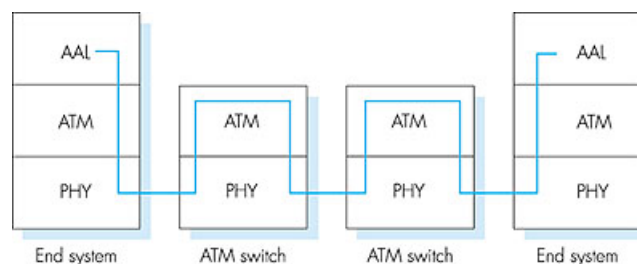 AAL
AAL
ATM
ATM
ATM
ATM
PHY
PHY
PHY
PHY
End system
ATM switch
ATM switch
End system